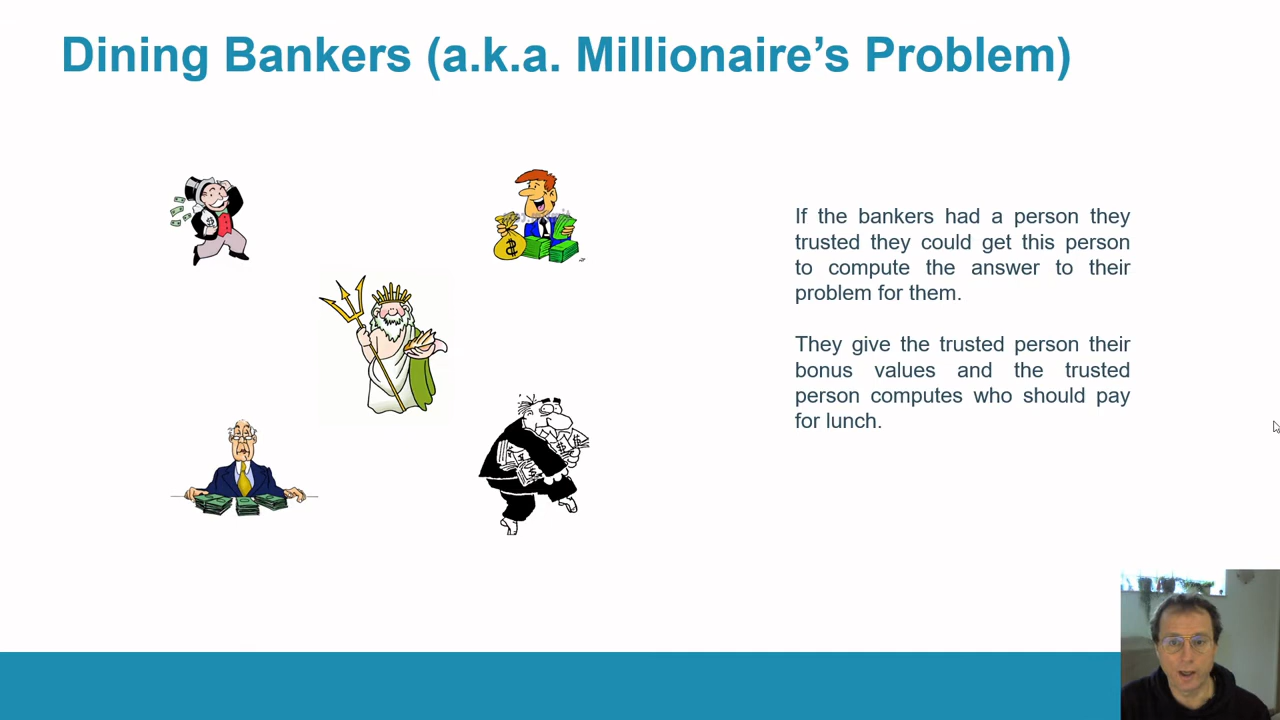 Dining Bankers (a.k.a. Millionaire's Problem)
If the bankers had a person they
trusted they could get this person
to compute the answer to their
problem for them.
They give the trusted person their
bonus values and the trusted
person computes who should pay
for lunch.